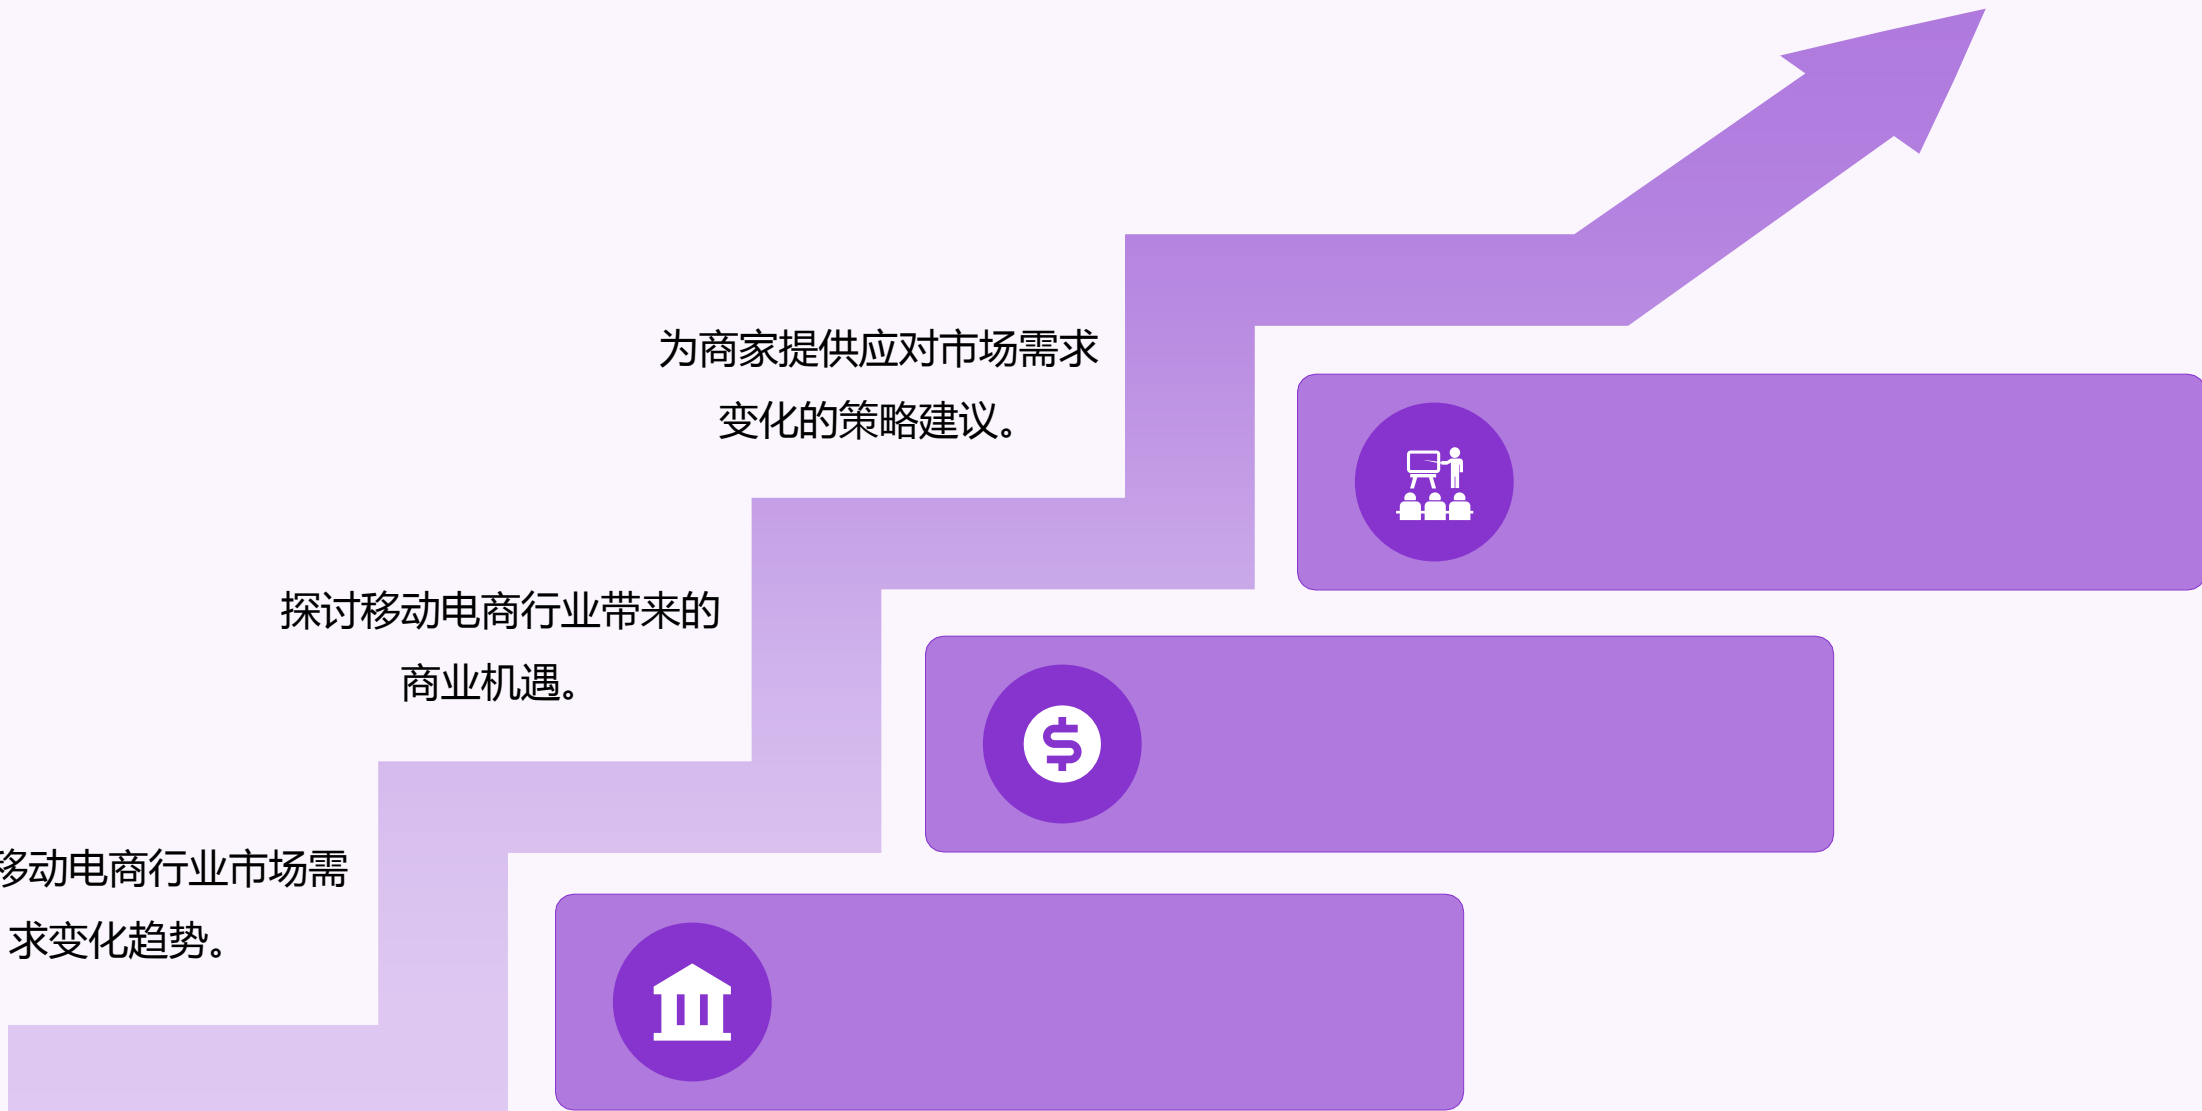 为商家提供应对市场需求
变化的策略建议。
探讨移动电商行业带来的
商业机遇。
移动电商行业市场需
求变化趋势。